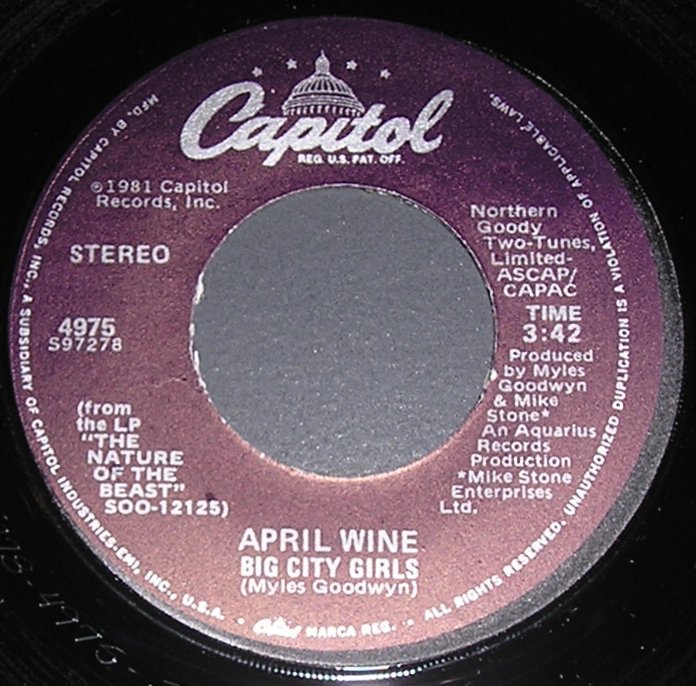 Capitol
REG. U.S. PAT. OFF.
MFD. BY CAPITOL RECORDS, INC., A SUBSIDIARY OF CAPITOL INDUSTRIES-EMI, INC., U.S.A. • Capitol MARCA REG. • ALL RIGHTS RESERVED. UNAUTHORIZED DUPLICATION IS A VIOLATION OF APPLICABLE LAWS.
℗1981 Capitol
Records, Inc.
STEREO
4975
S97278
(from
the LP
"THE
NATURE
OF THE
BEAST"
SOO-12125)
Northern
Goody
Two-Tunes,
Limited-
ASCAP/
CAPAC
TIME
3:42
Produced
by Myles
Goodwyn
& Mike
Stone*
An Aquarius
Records
Production
*Mike Stone
Enterprises
Ltd.
APRIL WINE
BIG CITY GIRLS
(Myles Goodwyn)